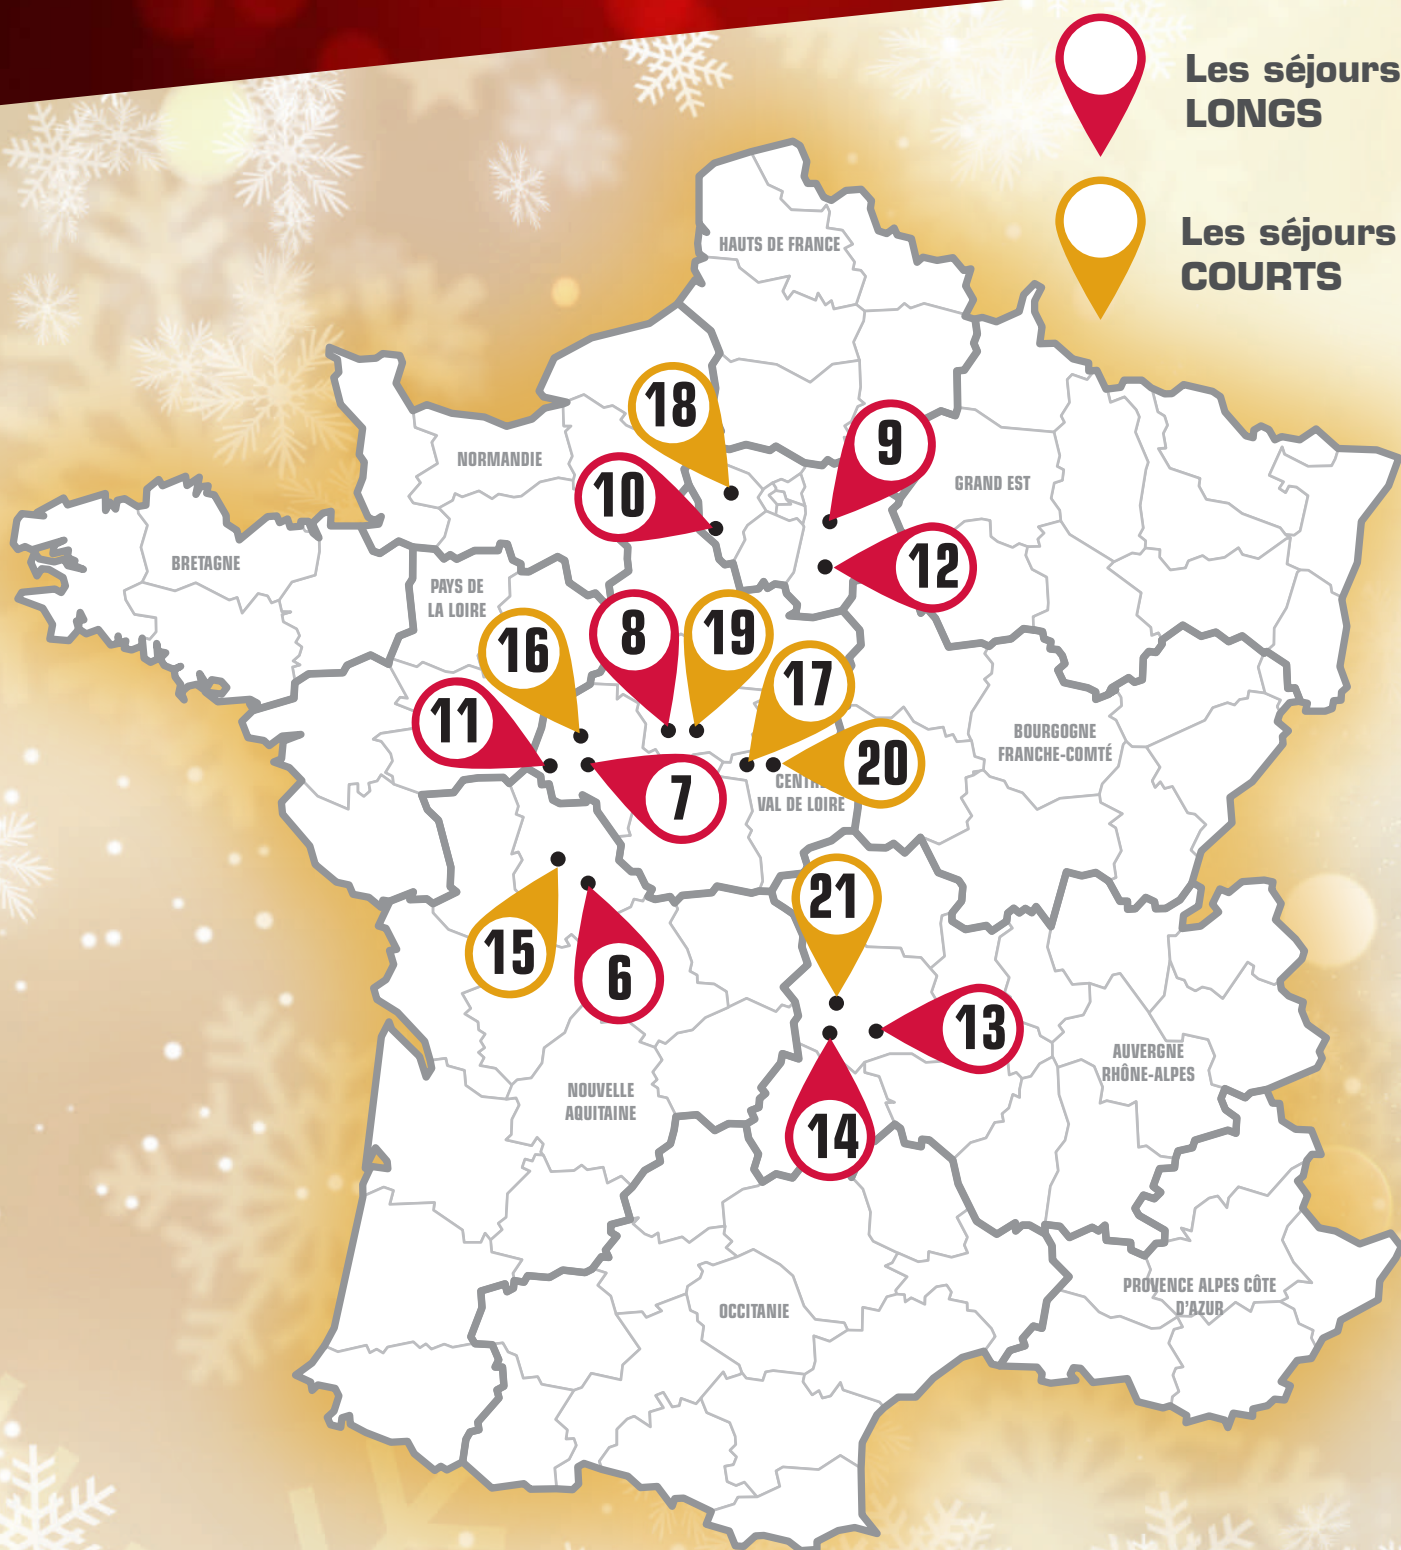 Les séjours
LONGS
Les séjours
COURTS
HAUTS DE FRANCE
18
9
NORMANDIE
10
GRAND EST
12
BRETAGNE
PAYS DE
LA LOIRE
8
19
16
17
11
BOURGOGNE
FRANCHE-COMTÉ
20
7
CENTRE
VAL DE LOIRE
21
15
6
13
AUVERGNE
RHÔNE-ALPES
NOUVELLE
AQUITAINE
14
PROVENCE ALPES CÔTE
D'AZUR
OCCITANIE